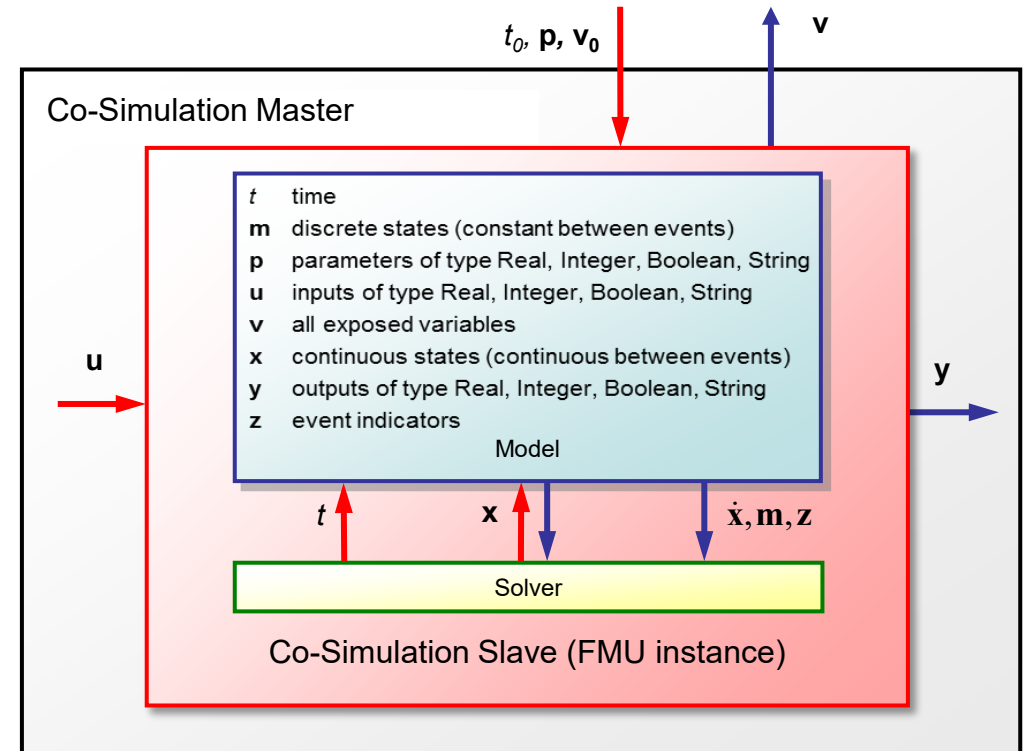 t₀, p, v₀
v
Co-Simulation Master
t time
m discrete states (constant between events)
p parameters of type Real, Integer, Boolean, String
u inputs of type Real, Integer, Boolean, String
v all exposed variables
x continuous states (continuous between events)
y outputs of type Real, Integer, Boolean, String
z event indicators
Model
u
y
t
x
ẋ, m, z
Solver
Co-Simulation Slave (FMU instance)